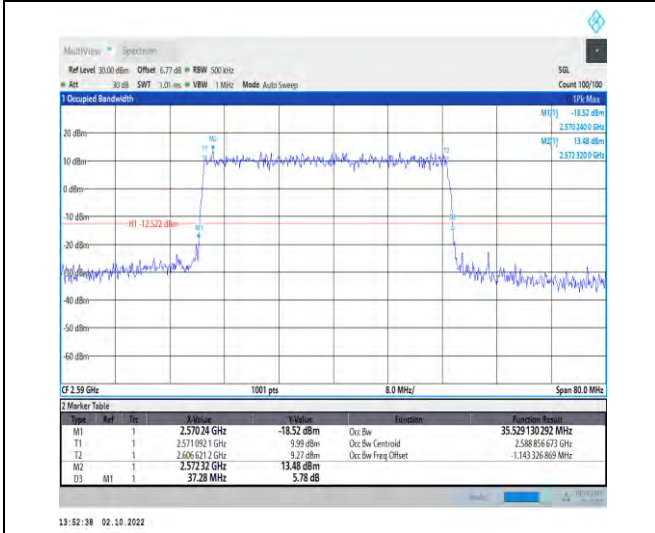 MultiView Spectrum
Ref Level 30.00 dBm Offset 6.77 dB RBW 500 kHz SGL
Att 30 dB SWT 1.01 ms VBW 1 MHz Mode Auto Sweep Count 100/100
1 Occupied Bandwidth 1Pk Max
M1[1] -18.52 dBm
2.570 240 0 GHz
20 dBm
M2[1] 13.48 dBm
2.572 320 0 GHz
M2
T1
T2
10 dBm
0 dBm
-10 dBm
H1 -12.522 dBm
D3
M1
-20 dBm
-30 dBm
-40 dBm
-50 dBm
-60 dBm
CF 2.59 GHz 1001 pts 8.0 MHz/ Span 80.0 MHz
2 Marker Table
Type Ref Trc X-Value Y-Value Function Function Result
M1 1 2.570 24 GHz -18.52 dBm Occ Bw 35.529 130 292 MHz
T1 1 2.571 092 1 GHz 9.99 dBm Occ Bw Centroid 2.588 856 673 GHz
T2 1 2.606 621 2 GHz 9.27 dBm Occ Bw Freq Offset -1.143 326 869 MHz
M2 1 2.572 32 GHz 13.48 dBm
D3 M1 1 37.28 MHz 5.78 dB
13:52:38 02.10.2022